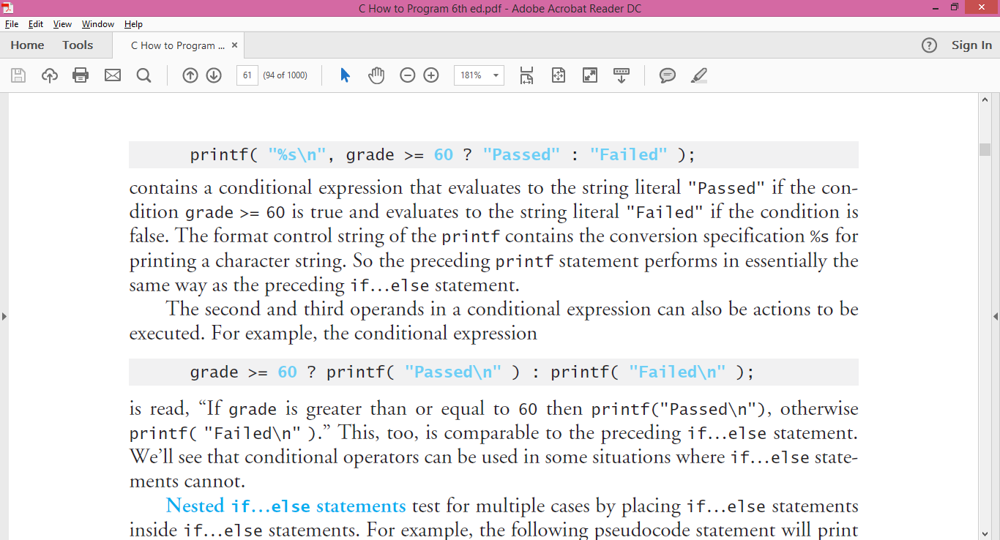 C How to Program 6th ed.pdf - Adobe Acrobat Reader DC
File Edit View Window Help
Home Tools C How to Program ... × ? Sign In
61 (94 of 1000) 181%
printf( "%s\n", grade >= 60 ? "Passed" : "Failed" );
contains a conditional expression that evaluates to the string literal "Passed" if the con-
dition grade >= 60 is true and evaluates to the string literal "Failed" if the condition is
false. The format control string of the printf contains the conversion specification %s for
printing a character string. So the preceding printf statement performs in essentially the
same way as the preceding if...else statement.
The second and third operands in a conditional expression can also be actions to be
executed. For example, the conditional expression
grade >= 60 ? printf( "Passed\n" ) : printf( "Failed\n" );
is read, “If grade is greater than or equal to 60 then printf("Passed\n"), otherwise
printf( "Failed\n" ).” This, too, is comparable to the preceding if...else statement.
We’ll see that conditional operators can be used in some situations where if...else state-
ments cannot.
Nested if...else statements test for multiple cases by placing if...else statements
inside if...else statements. For example, the following pseudocode statement will print